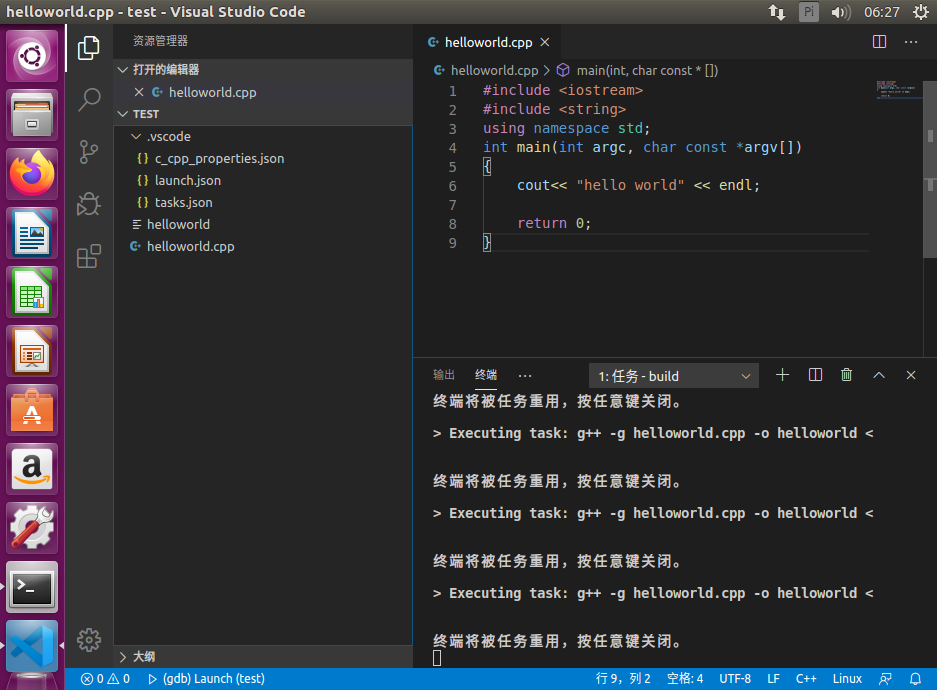 helloworld.cpp - test - Visual Studio Code
Pi
06:27
资源管理器
打开的编辑器
helloworld.cpp
TEST
.vscode
{} c_cpp_properties.json
{} launch.json
{} tasks.json
helloworld
helloworld.cpp
大纲
helloworld.cpp
helloworld.cpp > main(int, char const * [])
1 #include <iostream>
2 #include <string>
3 using namespace std;
4 int main(int argc, char const *argv[])
5 {
6 cout<< "hello world" << endl;
7
8 return 0;
9 }
输出 终端 ··· 1: 任务 - build
终端将被任务重用，按任意键关闭。
> Executing task: g++ -g helloworld.cpp -o helloworld <
终端将被任务重用，按任意键关闭。
> Executing task: g++ -g helloworld.cpp -o helloworld <
终端将被任务重用，按任意键关闭。
> Executing task: g++ -g helloworld.cpp -o helloworld <
终端将被任务重用，按任意键关闭。
0 0 (gdb) Launch (test) 行 9，列 2 空格: 4 UTF-8 LF C++ Linux